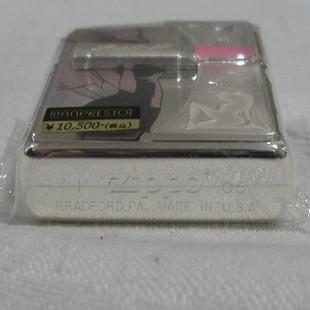 BANPRESTO
¥10,500-(税込)
Zippo 05
BRADFORD, PA. MADE IN U.S.A.